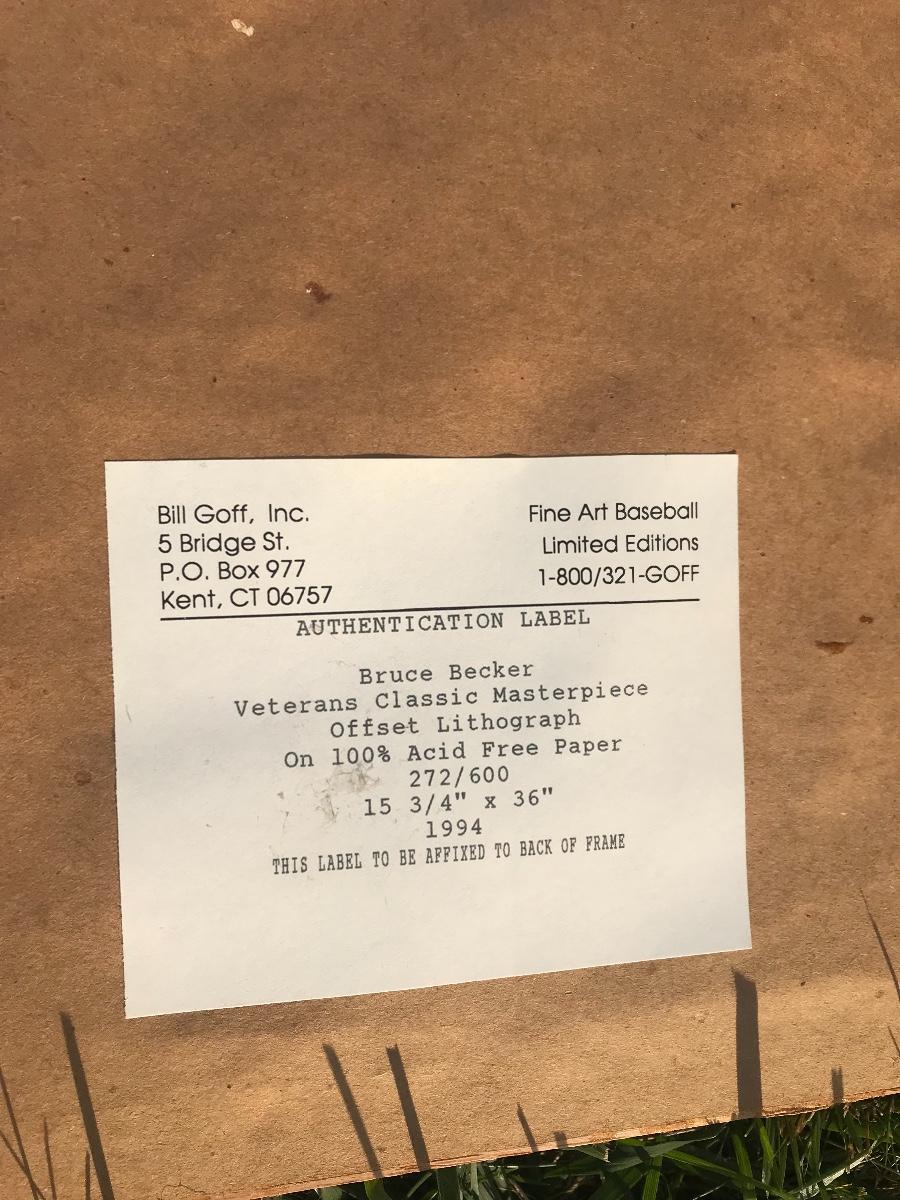 Bill Goff, Inc.
5 Bridge St.
P.O. Box 977
Kent, CT 06757
Fine Art Baseball
Limited Editions
1-800/321-GOFF
AUTHENTICATION LABEL
Bruce Becker
Veterans Classic Masterpiece
Offset Lithograph
On 100% Acid Free Paper
272/600
15 3/4" x 36"
1994
THIS LABEL TO BE AFFIXED TO BACK OF FRAME